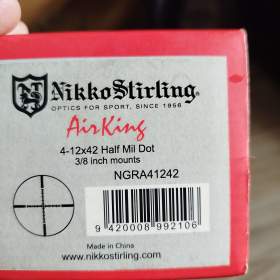 NikkoStirling®
OPTICS FOR SPORT, SINCE 1956
AirKing
4-12x42 Half Mil Dot
3/8 inch mounts
NGRA41242
9 420008 992106
Made in China
www.nikkostirling.com